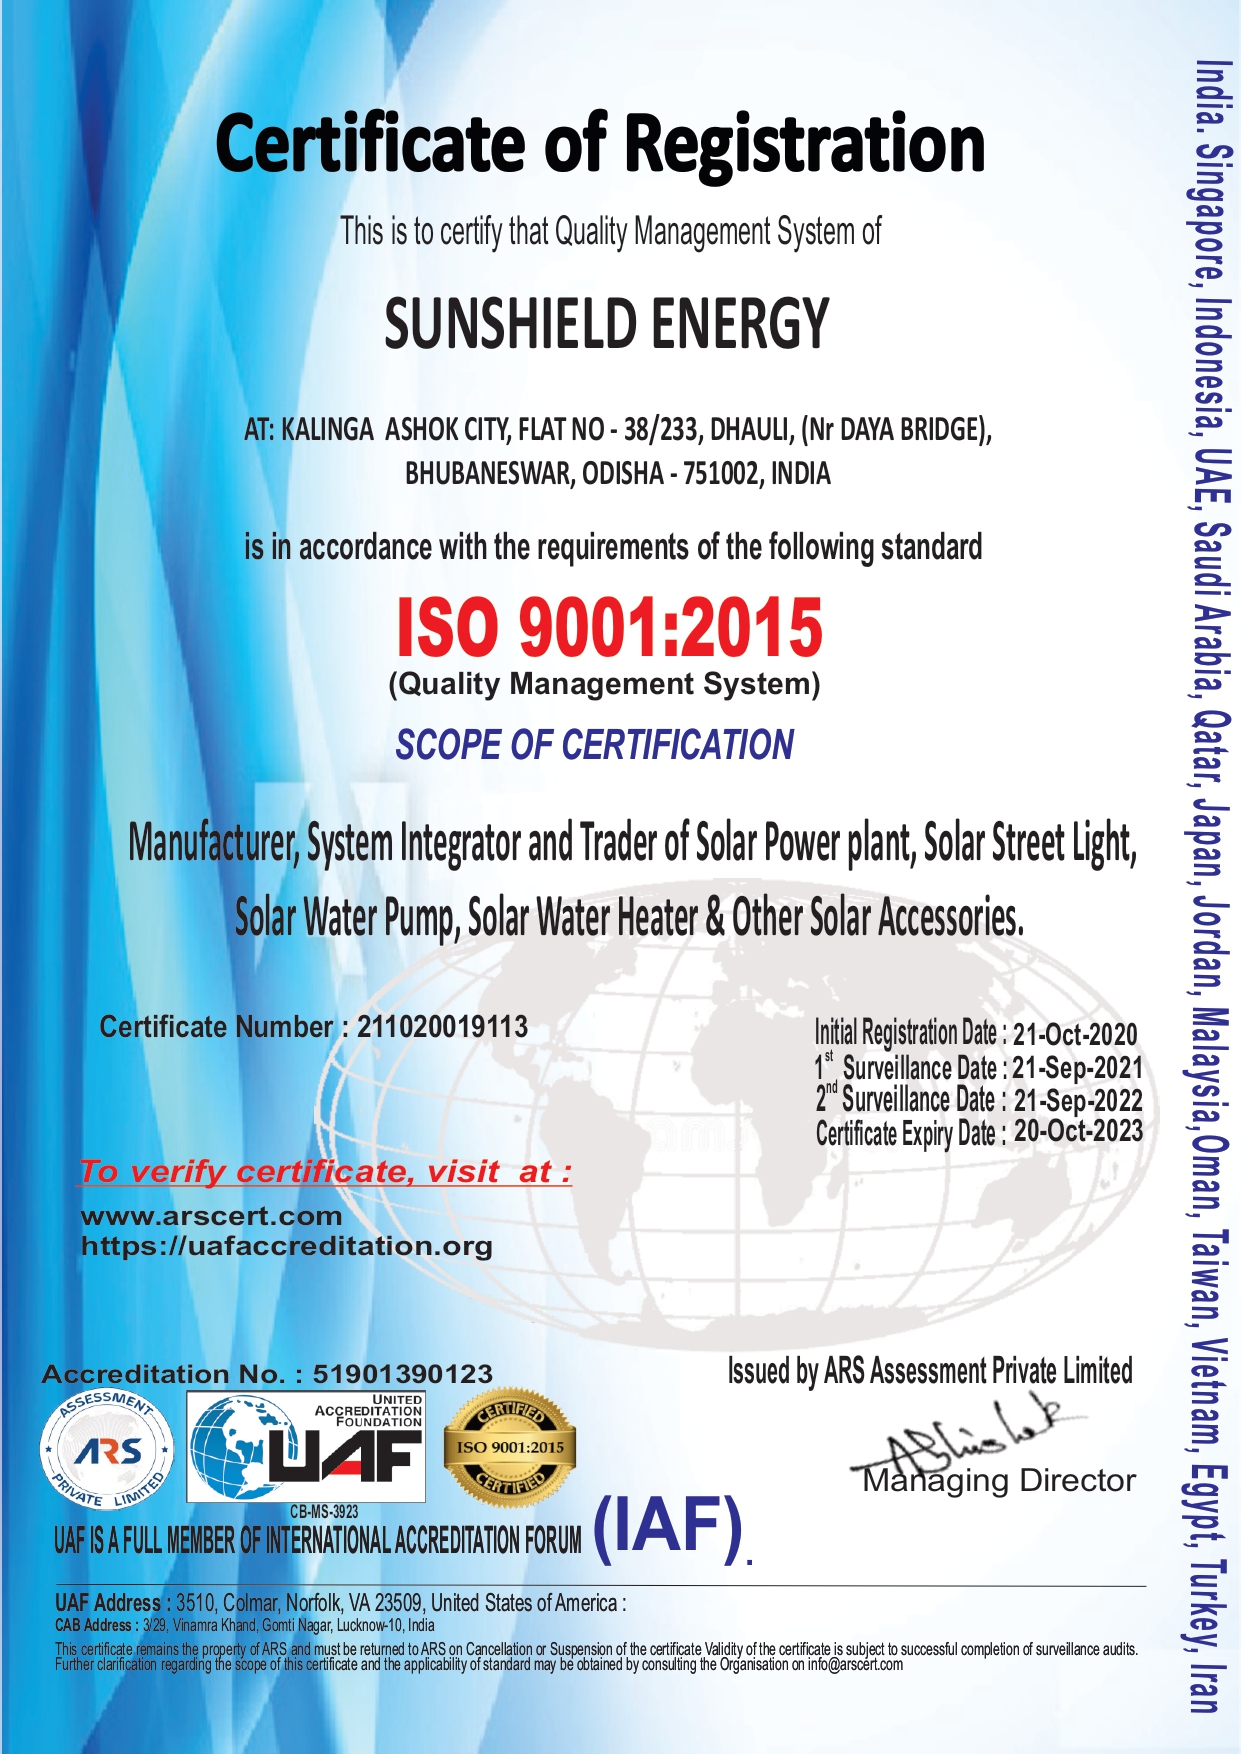 Certificate of Registration
This is to certify that Quality Management System of
SUNSHIELD ENERGY
AT: KALINGA ASHOK CITY, FLAT NO - 38/233, DHAULI, (Nr DAYA BRIDGE),
BHUBANESWAR, ODISHA - 751002, INDIA
is in accordance with the requirements of the following standard
ISO 9001:2015
(Quality Management System)
SCOPE OF CERTIFICATION
Manufacturer, System Integrator and Trader of Solar Power plant, Solar Street Light,
Solar Water Pump, Solar Water Heater & Other Solar Accessories.
Certificate Number : 211020019113
Initial Registration Date : 21-Oct-2020
1st Surveillance Date : 21-Sep-2021
2nd Surveillance Date : 21-Sep-2022
Certificate Expiry Date : 20-Oct-2023
To verify certificate, visit at :
www.arscert.com
https://uafaccreditation.org
Accreditation No. : 51901390123
Issued by ARS Assessment Private Limited
ASSESSMENT
ARS
PRIVATE LIMITED
UNITED
ACCREDITATION
FOUNDATION
UAF
CERTIFIED
ISO 9001:2015
CERTIFIED
Abhishek
Managing Director
CB-MS-3923
UAF IS A FULL MEMBER OF INTERNATIONAL ACCREDITATION FORUM (IAF).
UAF Address : 3510, Colmar, Norfolk, VA 23509, United States of America :
CAB Address : 3/29, Vinamra Khand, Gomti Nagar, Lucknow-10, India
This certificate remains the property of ARS and must be returned to ARS on Cancellation or Suspension of the certificate Validity of the certificate is subject to successful completion of surveillance audits.
Further clarification regarding the scope of this certificate and the applicability of standard may be obtained by consulting the Organisation on info@arscert.com
India. Singapore, Indonesia, UAE, Saudi Arabia, Qatar, Japan, Jordan, Malaysia,Oman, Taiwan, Vietnam, Egypt, Turkey, Iran